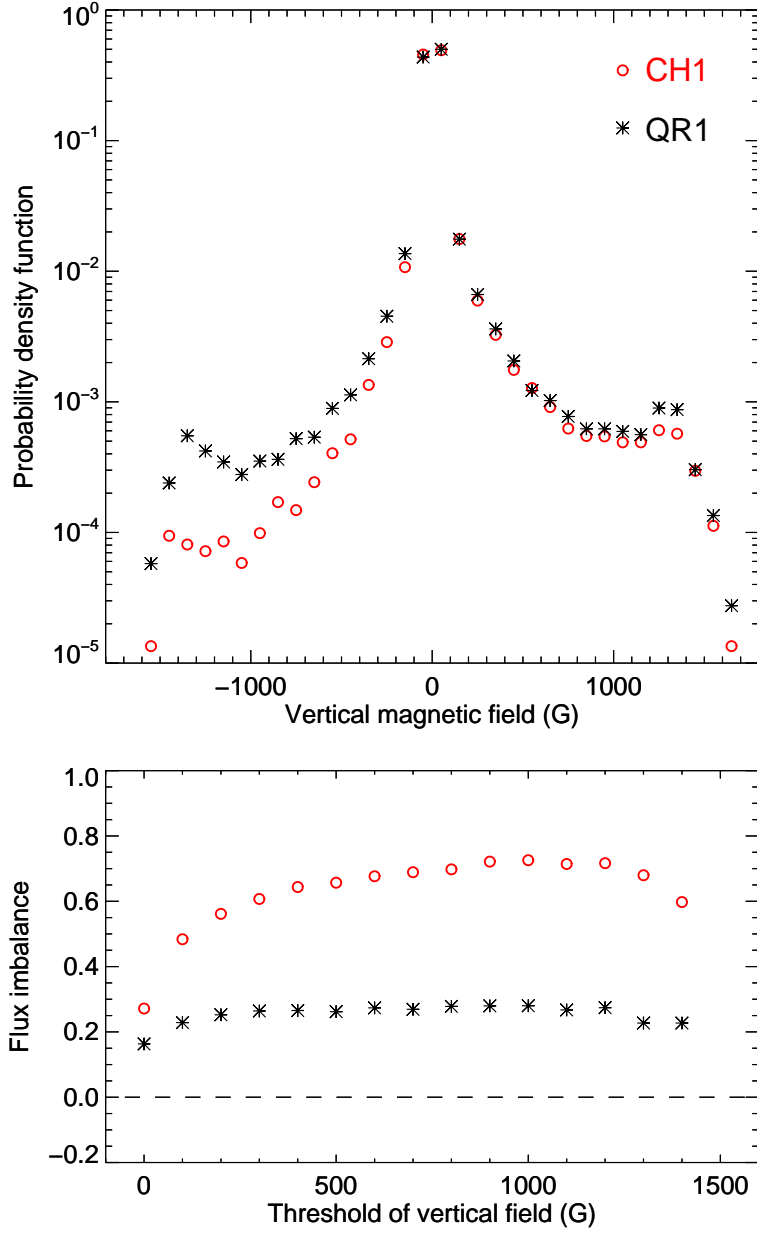 CH1
QR1
Probability density function
10⁰
10⁻¹
10⁻²
10⁻³
10⁻⁴
10⁻⁵
−1000 0 1000
Vertical magnetic field (G)
Flux imbalance
1.0
0.8
0.6
0.4
0.2
0.0
−0.2
0 500 1000 1500
Threshold of vertical field (G)